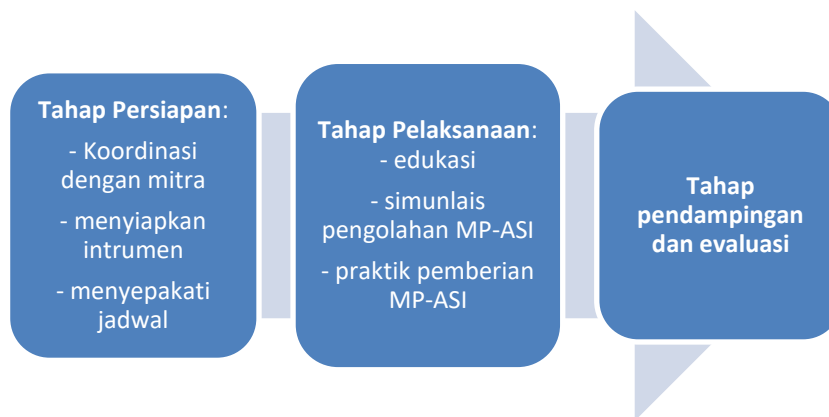 Tahap Persiapan:
- Koordinasi
dengan mitra
- menyiapkan
intrumen
- menyepakati
jadwal
Tahap Pelaksanaan:
- edukasi
- simunlais
pengolahan MP-ASI
- praktik pemberian
MP-ASI
Tahap
pendampingan
dan evaluasi